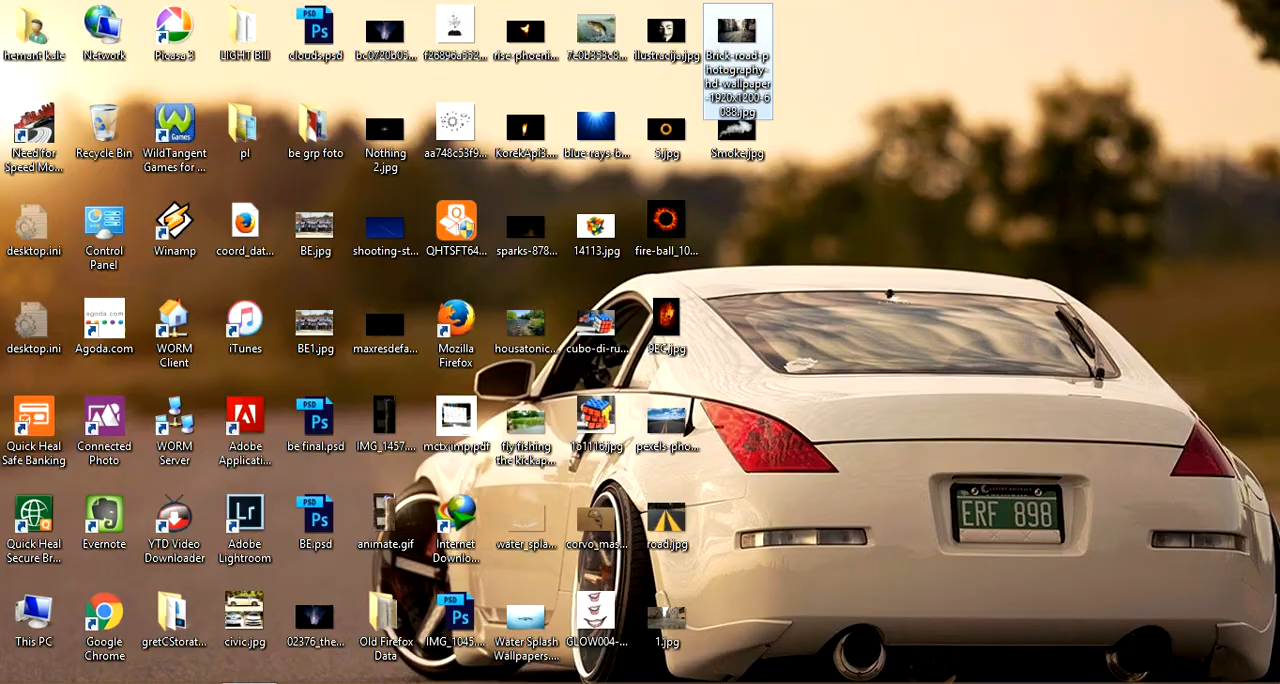 hemant kale
Network
Picasa 3
LIGHT Bill
clouds.psd
bc0720b05...
f26896a352...
rise-phoeni...
7e0b353c8...
ilustracija.jpg
Brick-road-p
hotography-
hd-wallpaper
-1920x1200-6
088.jpg
Need for
Speed Mo...
Recycle Bin
WildTangent
Games for ...
pl
be grp foto
Nothing
2.jpg
aa748c53f9...
KorekApi3...
blue-rays-b...
5.jpg
Smoke.jpg
desktop.ini
Control
Panel
Winamp
coord_dat...
BE.jpg
shooting-st...
QHTSFT64...
sparks-878...
14113.jpg
fire-ball_10...
desktop.ini
Agoda.com
WORM
Client
iTunes
BE1.jpg
maxresdefa...
Mozilla
Firefox
housatonic...
cubo-di-ru...
9EC.jpg
Quick Heal
Safe Banking
Connected
Photo
WORM
Server
Adobe
Applicati...
be final.psd
IMG_1457....
mctx imp.pdf
fly fishing
the kickap...
161116.jpg
pexels-pho...
Quick Heal
Secure Br...
Evernote
YTD Video
Downloader
Adobe
Lightroom
BE.psd
animate.gif
Internet
Downlo...
water_spla...
corvo_mas...
road.jpg
ERF 898
This PC
Google
Chrome
gretCStorat...
civic.jpg
02376_the...
Old Firefox
Data
IMG_1045....
Water Splash
Wallpapers....
GLOW004-...
1.jpg